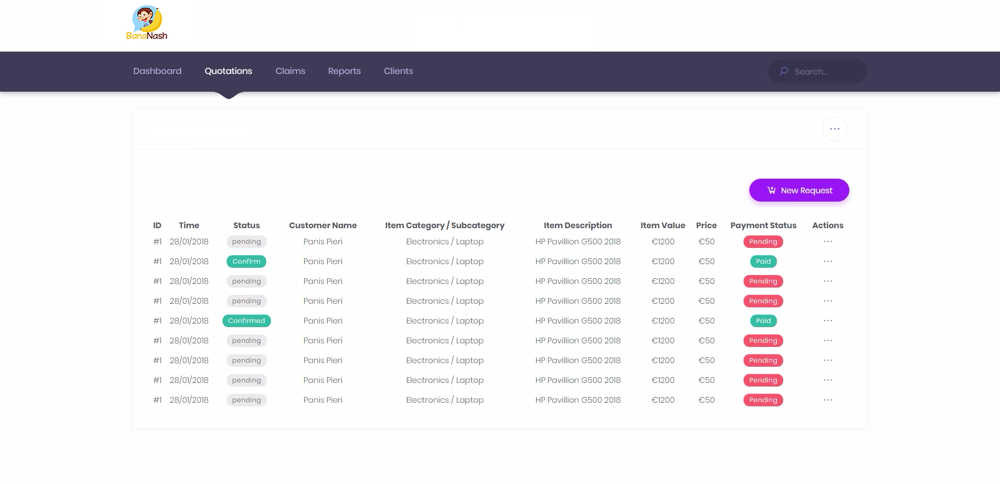 BanaNash
Dashboard Quotations Claims Reports Clients Search...
New Request
ID Time Status Customer Name Item Category / Subcategory Item Description Item Value Price Payment Status Actions
#1 28/01/2018 pending Panis Pieri Electronics / Laptop HP Pavillion G500 2018 €1200 €50 Pending ...
#1 28/01/2018 Confirm Panis Pieri Electronics / Laptop HP Pavillion G500 2018 €1200 €50 Paid ...
#1 28/01/2018 pending Panis Pieri Electronics / Laptop HP Pavillion G500 2018 €1200 €50 Pending ...
#1 28/01/2018 pending Panis Pieri Electronics / Laptop HP Pavillion G500 2018 €1200 €50 Pending ...
#1 28/01/2018 Confirmed Panis Pieri Electronics / Laptop HP Pavillion G500 2018 €1200 €50 Paid ...
#1 28/01/2018 pending Panis Pieri Electronics / Laptop HP Pavillion G500 2018 €1200 €50 Pending ...
#1 28/01/2018 pending Panis Pieri Electronics / Laptop HP Pavillion G500 2018 €1200 €50 Pending ...
#1 28/01/2018 pending Panis Pieri Electronics / Laptop HP Pavillion G500 2018 €1200 €50 Pending ...
#1 28/01/2018 pending Panis Pieri Electronics / Laptop HP Pavillion G500 2018 €1200 €50 Pending ...